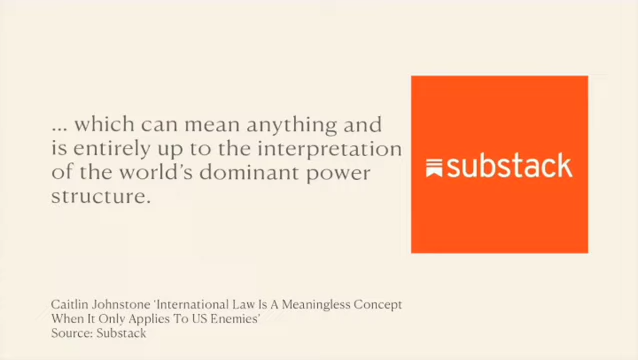 ... which can mean anything and
is entirely up to the interpretation
of the world’s dominant power
structure.
substack
Caitlin Johnstone ‘International Law Is A Meaningless Concept
When It Only Applies To US Enemies’
Source: Substack